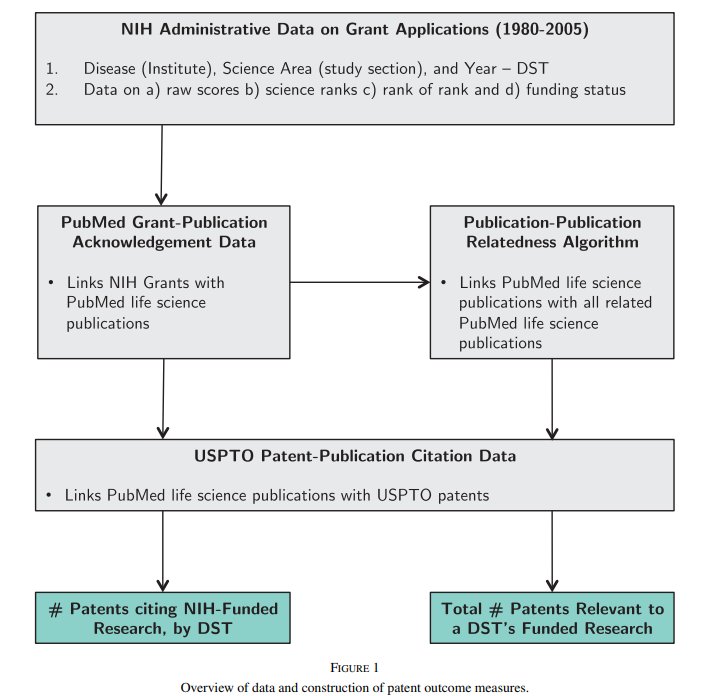 NIH Administrative Data on Grant Applications (1980-2005)
1. Disease (Institute), Science Area (study section), and Year – DST
2. Data on a) raw scores b) science ranks c) rank of rank and d) funding status
PubMed Grant-Publication
Acknowledgement Data
• Links NIH Grants with
PubMed life science
publications
Publication-Publication
Relatedness Algorithm
• Links PubMed life science
publications with all related
PubMed life science
publications
USPTO Patent-Publication Citation Data
• Links PubMed life science publications with USPTO patents
# Patents citing NIH-Funded
Research, by DST
Total # Patents Relevant to
a DST's Funded Research
FIGURE 1
Overview of data and construction of patent outcome measures.